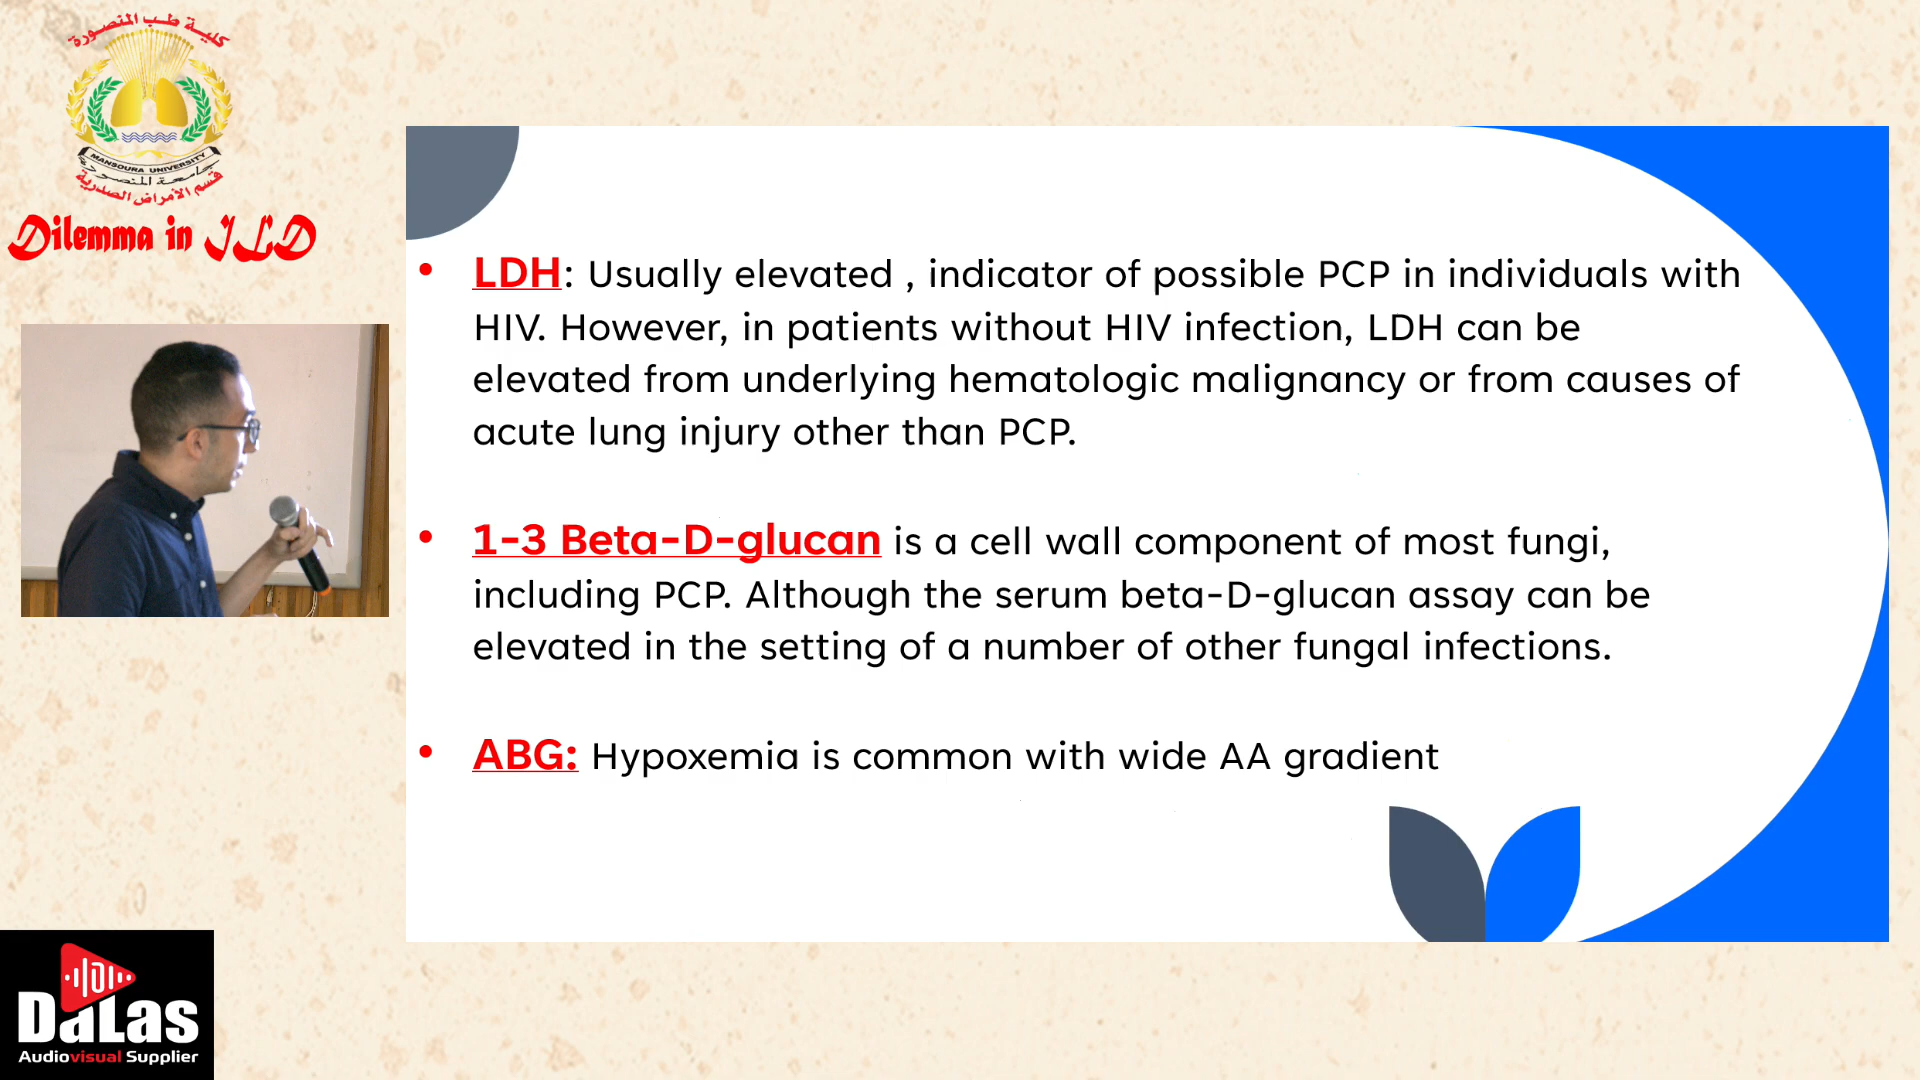 كلية طب المنصورة
MANSOURA UNIVERSITY
جامعة المنصورة
قسم الأمراض الصدرية
Dilemma in ILD
• LDH: Usually elevated , indicator of possible PCP in individuals with
HIV. However, in patients without HIV infection, LDH can be
elevated from underlying hematologic malignancy or from causes of
acute lung injury other than PCP.
• 1-3 Beta-D-glucan is a cell wall component of most fungi,
including PCP. Although the serum beta-D-glucan assay can be
elevated in the setting of a number of other fungal infections.
• ABG: Hypoxemia is common with wide AA gradient
DaLas
Audiovisual Supplier